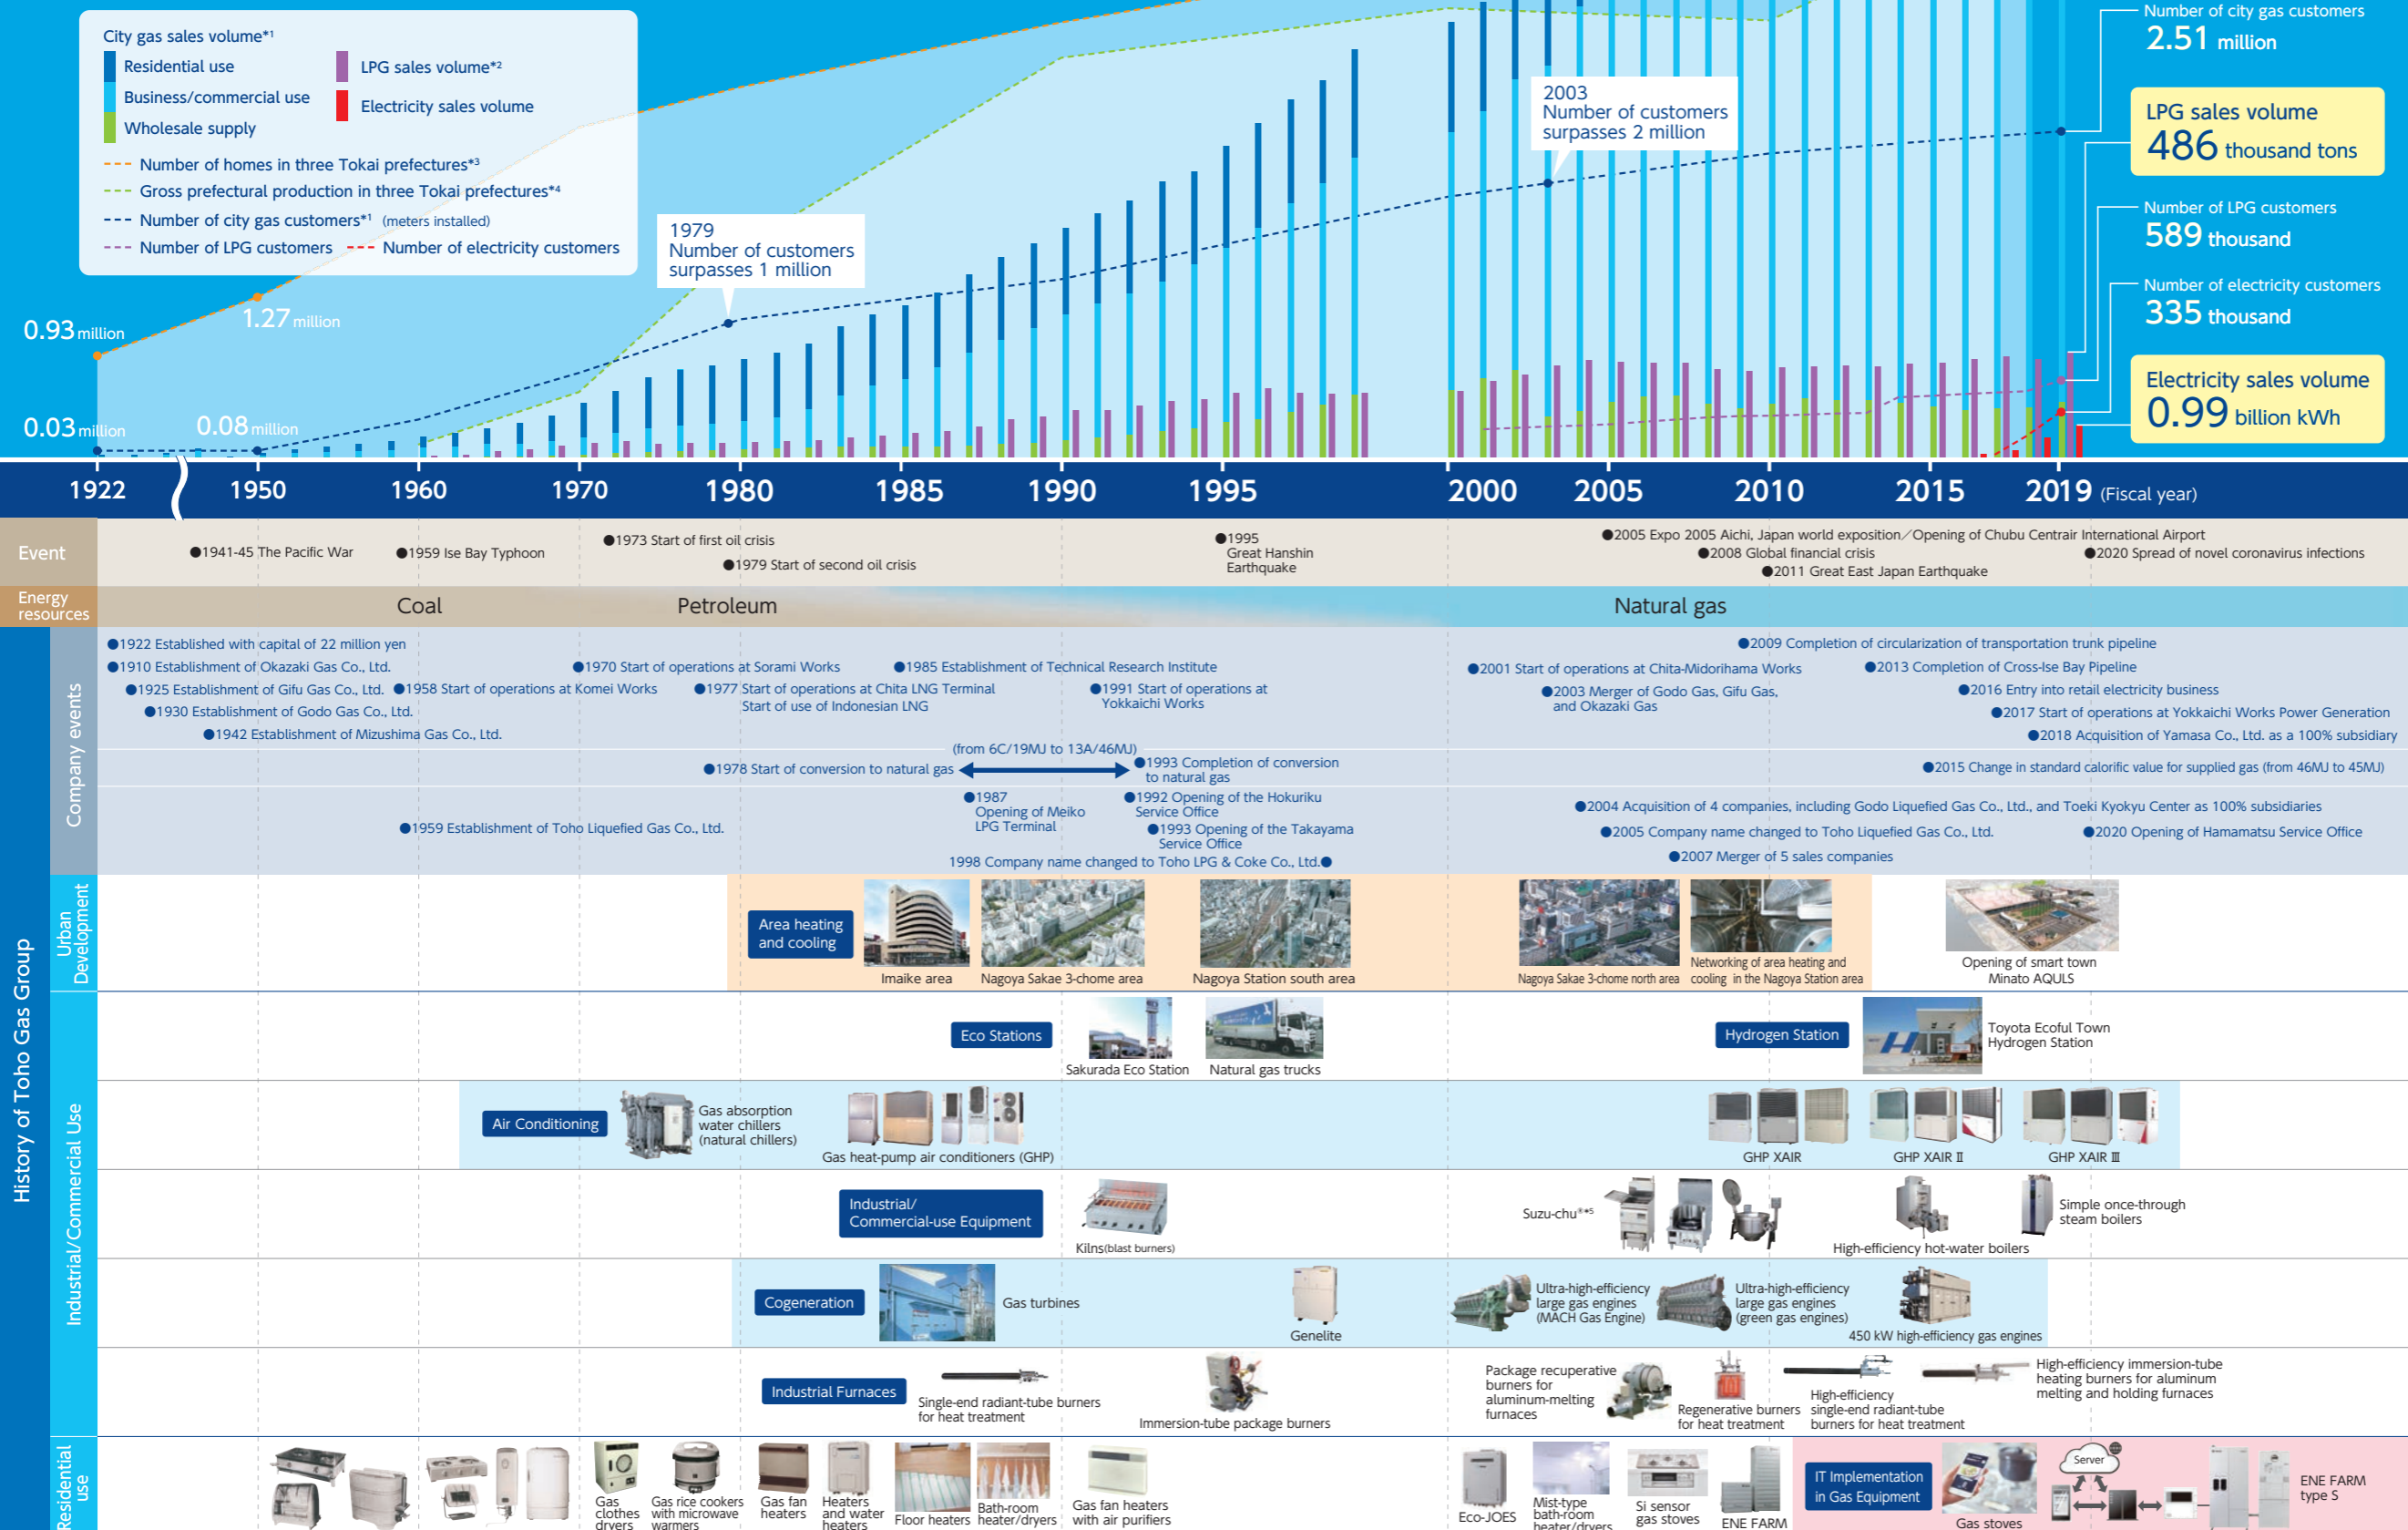 City gas sales volume*1
Residential use
Business/commercial use
Wholesale supply
LPG sales volume*2
Electricity sales volume
Number of homes in three Tokai prefectures*3
Gross prefectural production in three Tokai prefectures*4
Number of city gas customers*1 (meters installed)
Number of LPG customers
Number of electricity customers
0.93 million
1.27 million
0.03 million
0.08 million
1979
Number of customers
surpasses 1 million
2003
Number of customers
surpasses 2 million
Number of city gas customers
2.51 million
LPG sales volume
486 thousand tons
Number of LPG customers
589 thousand
Number of electricity customers
335 thousand
Electricity sales volume
0.99 billion kWh
1922 1950 1960 1970 1980 1985 1990 1995 2000 2005 2010 2015 2019 (Fiscal year)
Event
●1941-45 The Pacific War
●1959 Ise Bay Typhoon
●1973 Start of first oil crisis
●1979 Start of second oil crisis
●1995
Great Hanshin
Earthquake
●2005 Expo 2005 Aichi, Japan world exposition／Opening of Chubu Centrair International Airport
●2008 Global financial crisis
●2011 Great East Japan Earthquake
●2020 Spread of novel coronavirus infections
Energy
resources
Coal
Petroleum
Natural gas
History of Toho Gas Group
Company events
●1922 Established with capital of 22 million yen
●1910 Establishment of Okazaki Gas Co., Ltd.
●1925 Establishment of Gifu Gas Co., Ltd.
●1930 Establishment of Godo Gas Co., Ltd.
●1942 Establishment of Mizushima Gas Co., Ltd.
●1958 Start of operations at Komei Works
●1970 Start of operations at Sorami Works
●1977 Start of operations at Chita LNG Terminal
Start of use of Indonesian LNG
●1985 Establishment of Technical Research Institute
●1991 Start of operations at
Yokkaichi Works
●2009 Completion of circularization of transportation trunk pipeline
●2001 Start of operations at Chita-Midorihama Works
●2013 Completion of Cross-Ise Bay Pipeline
●2003 Merger of Godo Gas, Gifu Gas,
and Okazaki Gas
●2016 Entry into retail electricity business
●2017 Start of operations at Yokkaichi Works Power Generation
●2018 Acquisition of Yamasa Co., Ltd. as a 100% subsidiary
(from 6C/19MJ to 13A/46MJ)
●1978 Start of conversion to natural gas
●1993 Completion of conversion
to natural gas
●2015 Change in standard calorific value for supplied gas (from 46MJ to 45MJ)
●1959 Establishment of Toho Liquefied Gas Co., Ltd.
●1987
Opening of Meiko
LPG Terminal
●1992 Opening of the Hokuriku
Service Office
●1993 Opening of the Takayama
Service Office
1998 Company name changed to Toho LPG & Coke Co., Ltd.●
●2004 Acquisition of 4 companies, including Godo Liquefied Gas Co., Ltd., and Toeki Kyokyu Center as 100% subsidiaries
●2005 Company name changed to Toho Liquefied Gas Co., Ltd.
●2020 Opening of Hamamatsu Service Office
●2007 Merger of 5 sales companies
Urban
Development
Area heating
and cooling
Imaike area
Nagoya Sakae 3-chome area
Nagoya Station south area
Nagoya Sakae 3-chome north area
Networking of area heating and
cooling in the Nagoya Station area
Opening of smart town
Minato AQULS
Industrial/Commercial Use
Eco Stations
Sakurada Eco Station
Natural gas trucks
Hydrogen Station
Toyota Ecoful Town
Hydrogen Station
Air Conditioning
Gas absorption
water chillers
(natural chillers)
Gas heat-pump air conditioners (GHP)
GHP XAIR
GHP XAIR Ⅱ
GHP XAIR Ⅲ
Industrial/
Commercial-use Equipment
Kilns(blast burners)
Suzu-chu®*5
High-efficiency hot-water boilers
Simple once-through
steam boilers
Cogeneration
Gas turbines
Genelite
Ultra-high-efficiency
large gas engines
(MACH Gas Engine)
Ultra-high-efficiency
large gas engines
(green gas engines)
450 kW high-efficiency gas engines
Industrial Furnaces
Single-end radiant-tube burners
for heat treatment
Immersion-tube package burners
Package recuperative
burners for
aluminum-melting
furnaces
Regenerative burners
for heat treatment
High-efficiency
single-end radiant-tube
burners for heat treatment
High-efficiency immersion-tube
heating burners for aluminum
melting and holding furnaces
Residential
use
Gas
clothes
dryers
Gas rice cookers
with microwave
warmers
Gas fan
heaters
Heaters
and water
heaters
Floor heaters
Bath-room
heater/dryers
Gas fan heaters
with air purifiers
Eco-JOES
Mist-type
bath-room
heater/dryers
Si sensor
gas stoves
ENE FARM
IT Implementation
in Gas Equipment
Gas stoves
Server
ENE FARM
type S